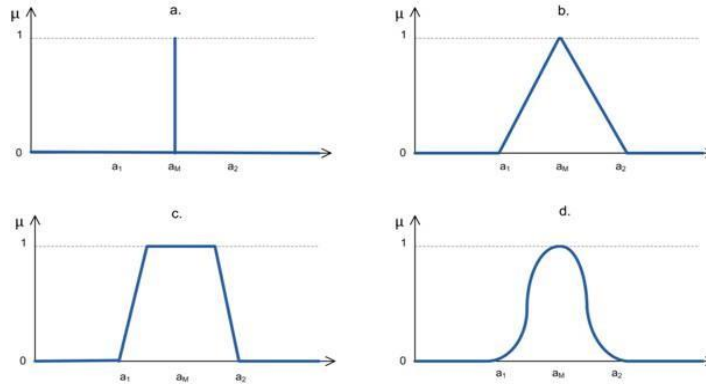 a.
μ
1
0
a₁ a_M a₂
b.
μ
1
0
a₁ a_M a₂
c.
μ
1
0
a₁ a_M a₂
d.
μ
1
0
a₁ a_M a₂